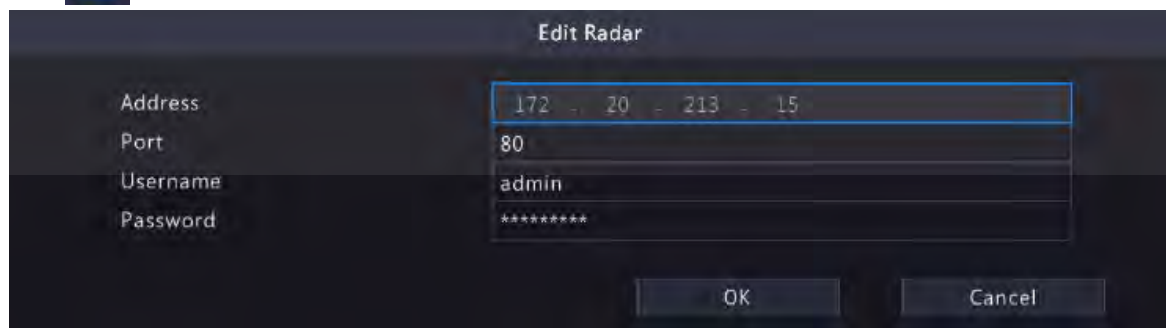 Edit Radar
Address 172 . 20 . 213 . 15
Port 80
Username admin
Password *********
OK Cancel